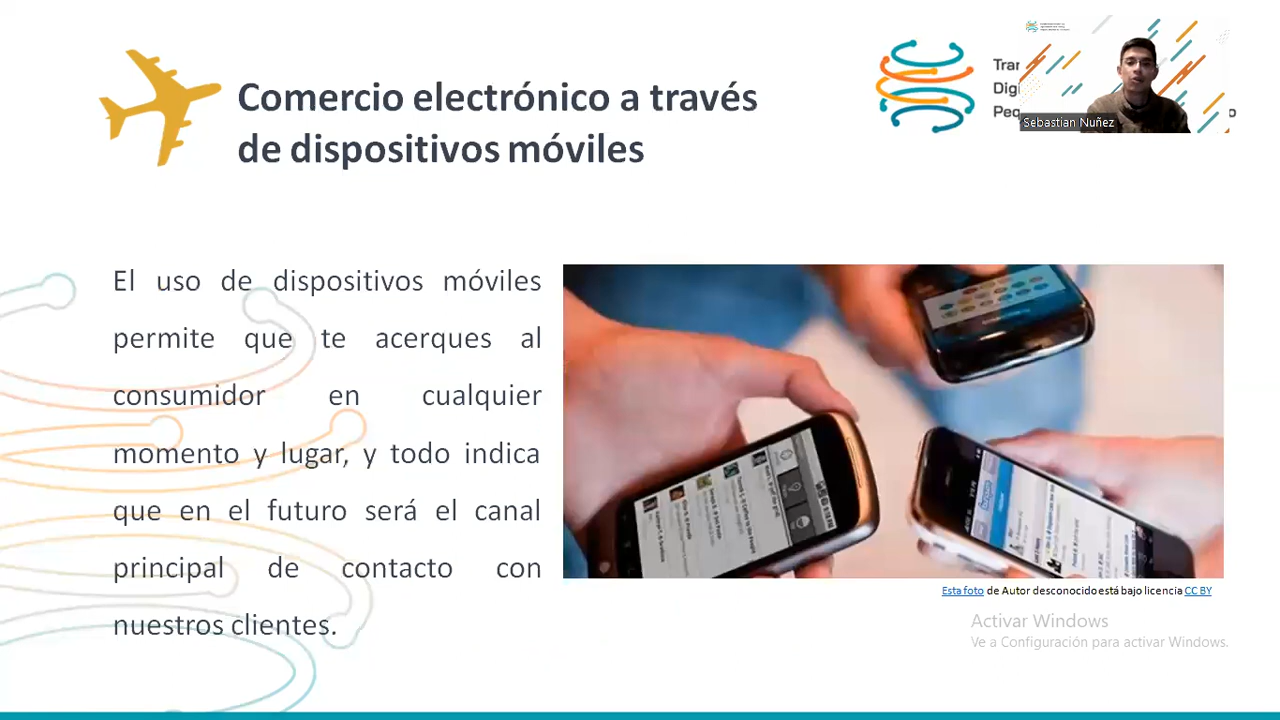 Comercio electrónico a través
de dispositivos móviles
Sebastian Nuñez
El uso de dispositivos móviles
permite que te acerques al
consumidor en cualquier
momento y lugar, y todo indica
que en el futuro será el canal
principal de contacto con
nuestros clientes.
Esta foto de Autor desconocido está bajo licencia CC BY
Activar Windows
Ve a Configuración para activar Windows.